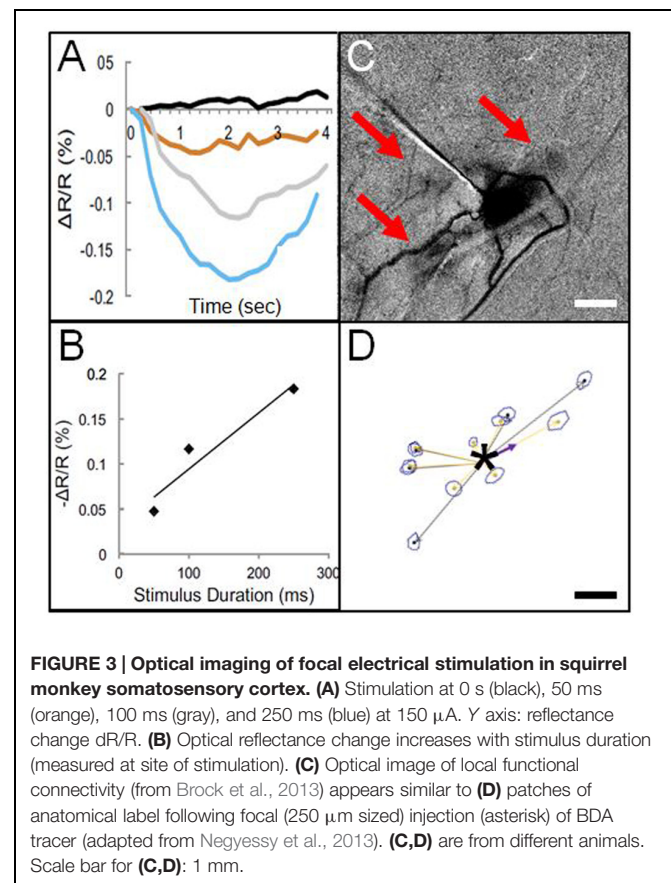 A
C
05
0
0
1
2
3
4
-0.05
-0.1
-0.15
-0.2
ΔR/R (%)
Time (sec)
B
D
0.2
0.15
0.1
0.05
0
-ΔR/R (%)
0
100
200
300
Stimulus Duration (ms)
FIGURE 3 | Optical imaging of focal electrical stimulation in squirrel
monkey somatosensory cortex. (A) Stimulation at 0 s (black), 50 ms
(orange), 100 ms (gray), and 250 ms (blue) at 150 μA. Y axis: reflectance
change dR/R. (B) Optical reflectance change increases with stimulus duration
(measured at site of stimulation). (C) Optical image of local functional
connectivity (from Brock et al., 2013) appears similar to (D) patches of
anatomical label following focal (250 μm sized) injection (asterisk) of BDA
tracer (adapted from Negyessy et al., 2013). (C,D) are from different animals.
Scale bar for (C,D): 1 mm.